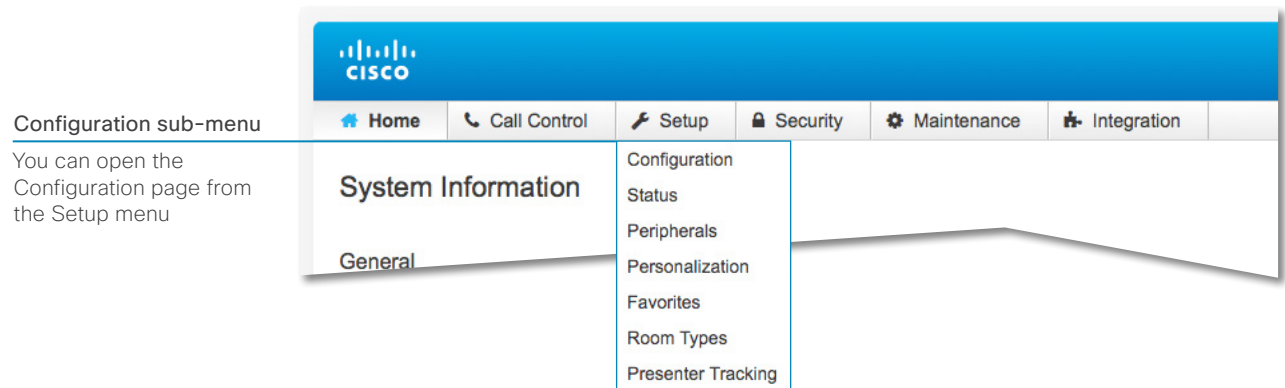 CISCO
Home Call Control Setup Security Maintenance Integration
Configuration sub-menu
You can open the
Configuration page from
the Setup menu
System Information
General
Configuration
Status
Peripherals
Personalization
Favorites
Room Types
Presenter Tracking